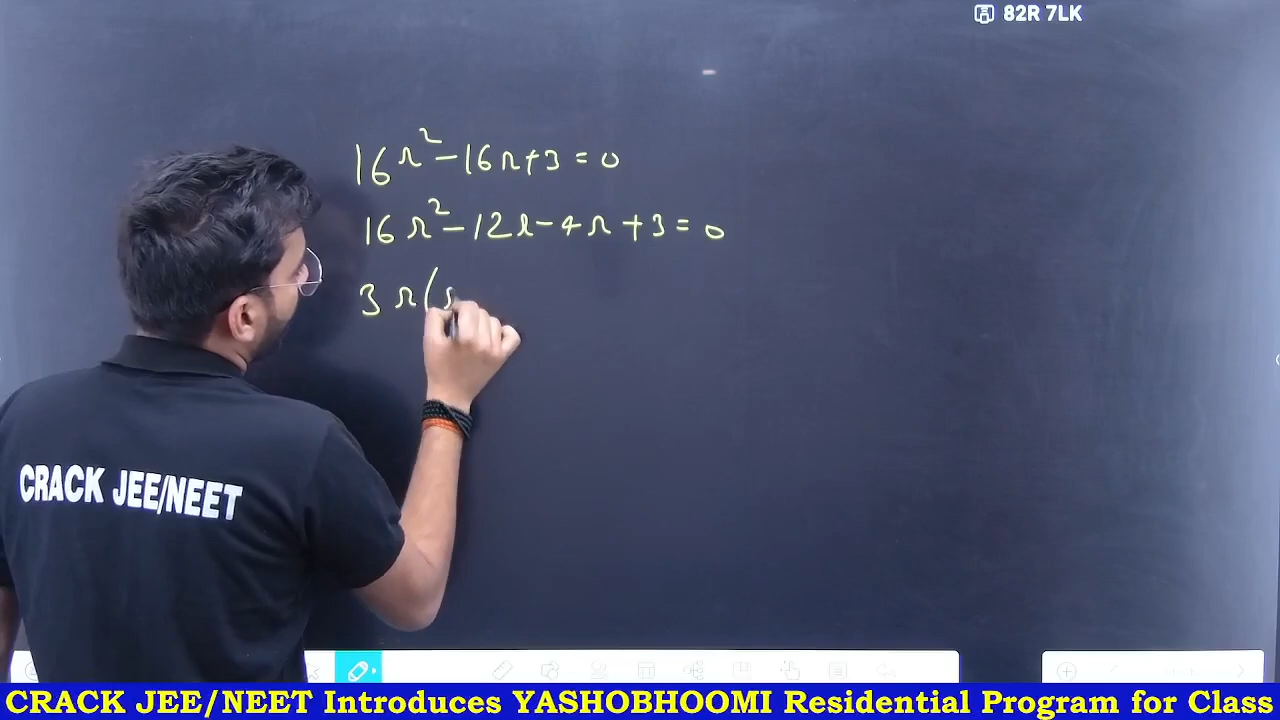 82R 7LK
16r² - 16r + 3 = 0
16r² - 12r - 4r + 3 = 0
3r(r
CRACK JEE/NEET
CRACK JEE/NEET Introduces YASHOBHOOMI Residential Program for Class